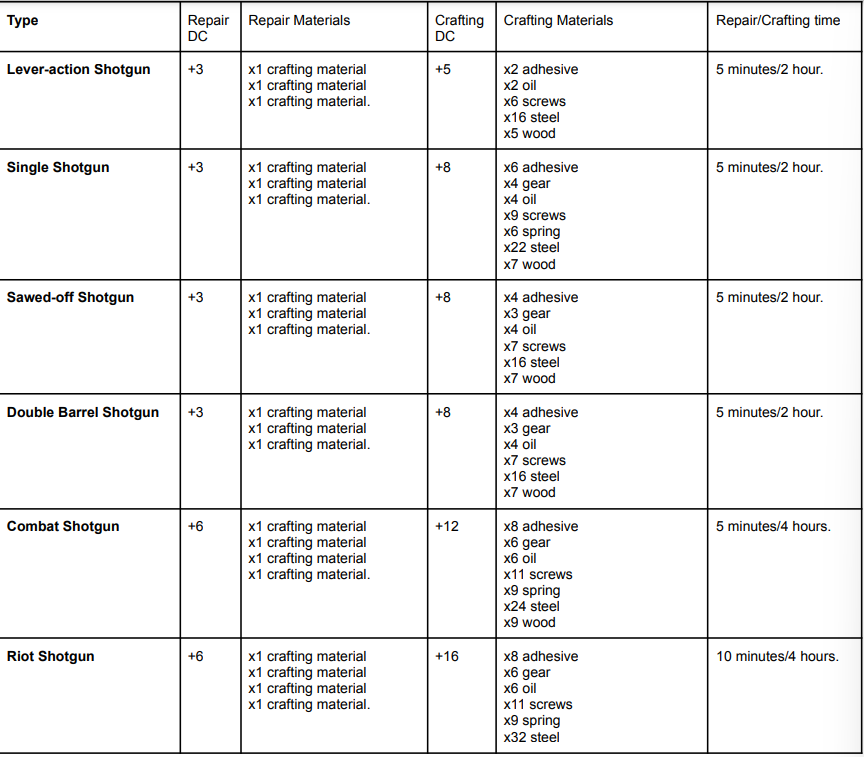 Type Repair DC Repair Materials Crafting DC Crafting Materials Repair/Crafting time
Lever-action Shotgun +3 x1 crafting material +5 x2 adhesive 5 minutes/2 hour.
x1 crafting material x2 oil
x1 crafting material. x6 screws
x16 steel
x5 wood
Single Shotgun +3 x1 crafting material +8 x6 adhesive 5 minutes/2 hour.
x1 crafting material x4 gear
x1 crafting material. x4 oil
x9 screws
x6 spring
x22 steel
x7 wood
Sawed-off Shotgun +3 x1 crafting material +8 x4 adhesive 5 minutes/2 hour.
x1 crafting material x3 gear
x1 crafting material. x4 oil
x7 screws
x16 steel
x7 wood
Double Barrel Shotgun +3 x1 crafting material +8 x4 adhesive 5 minutes/2 hour.
x1 crafting material x3 gear
x1 crafting material. x4 oil
x7 screws
x16 steel
x7 wood
Combat Shotgun +6 x1 crafting material +12 x8 adhesive 5 minutes/4 hours.
x1 crafting material x6 gear
x1 crafting material x6 oil
x1 crafting material. x11 screws
x9 spring
x24 steel
x9 wood
Riot Shotgun +6 x1 crafting material +16 x8 adhesive 10 minutes/4 hours.
x1 crafting material x6 gear
x1 crafting material x6 oil
x1 crafting material. x11 screws
x9 spring
x32 steel